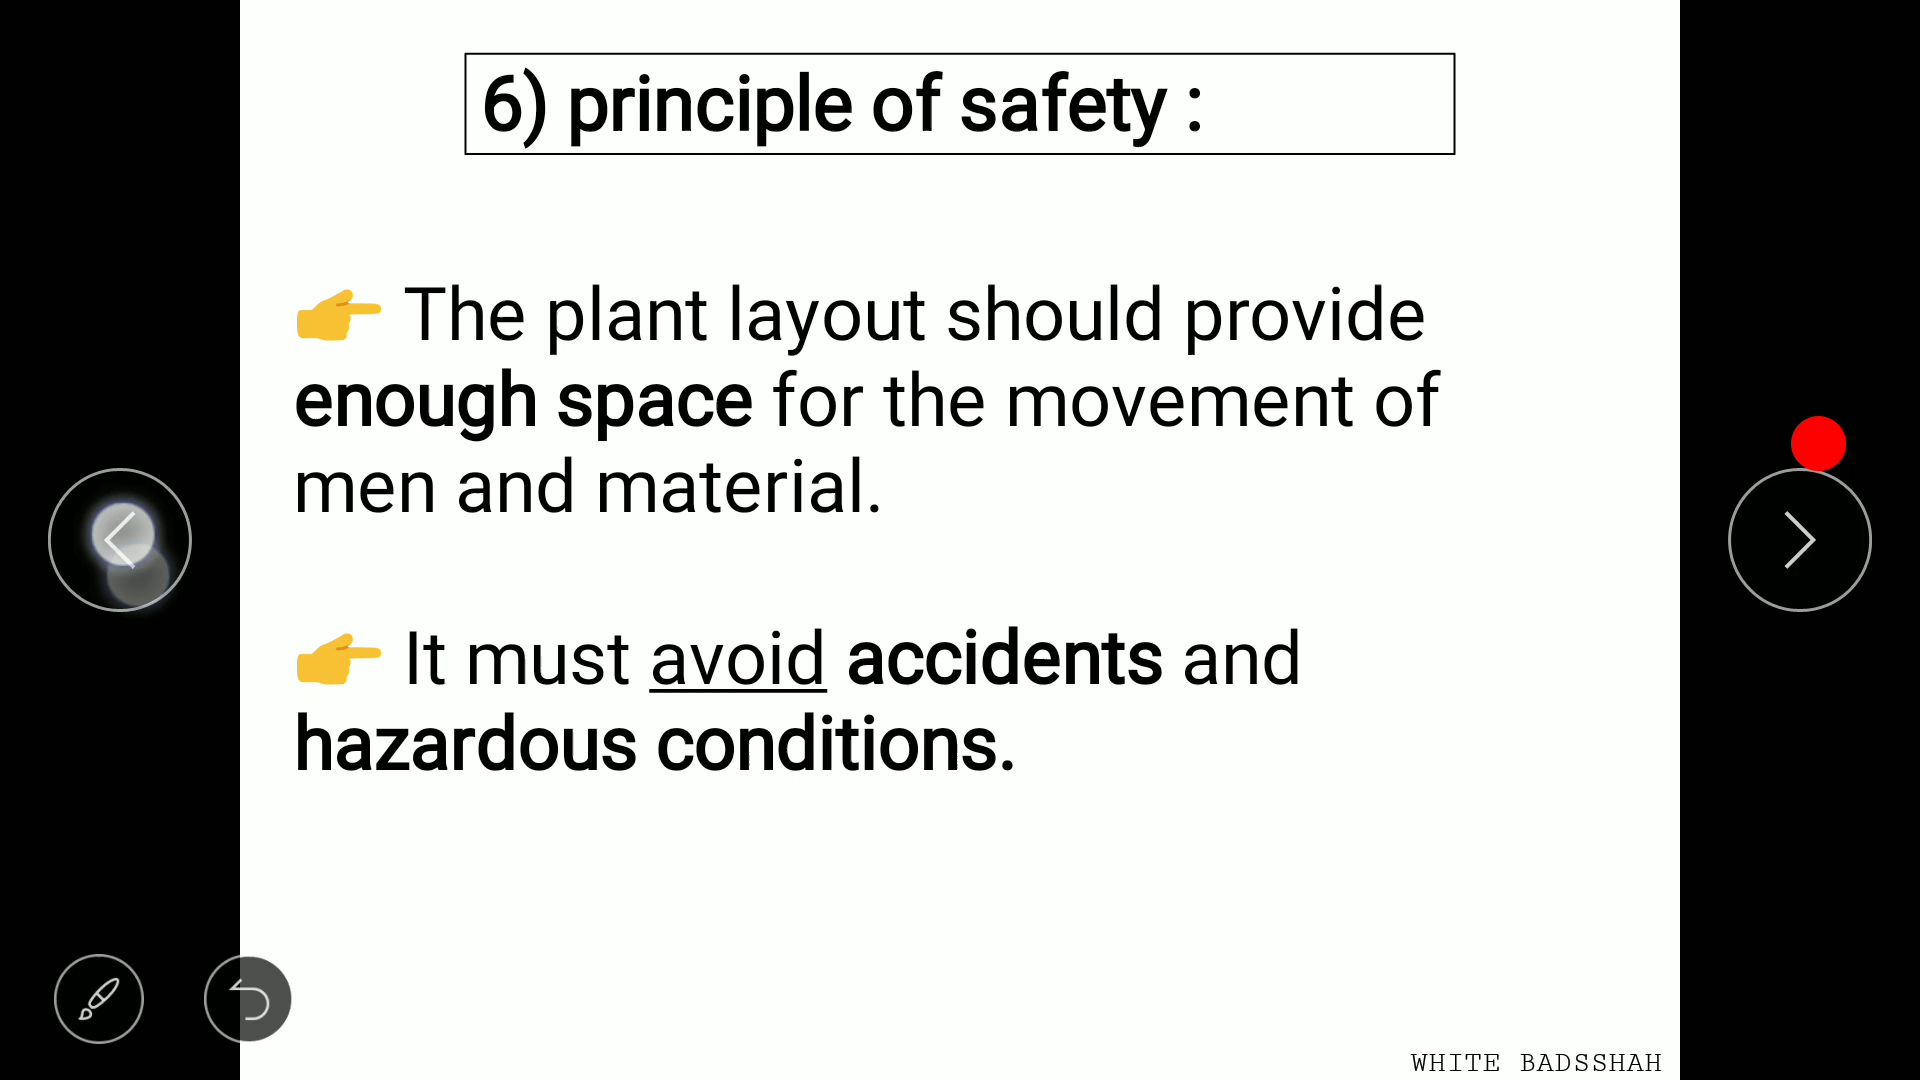 6) principle of safety :
👉 The plant layout should provide
enough space for the movement of
men and material.
👉 It must avoid accidents and
hazardous conditions.
WHITE BADSSHAH